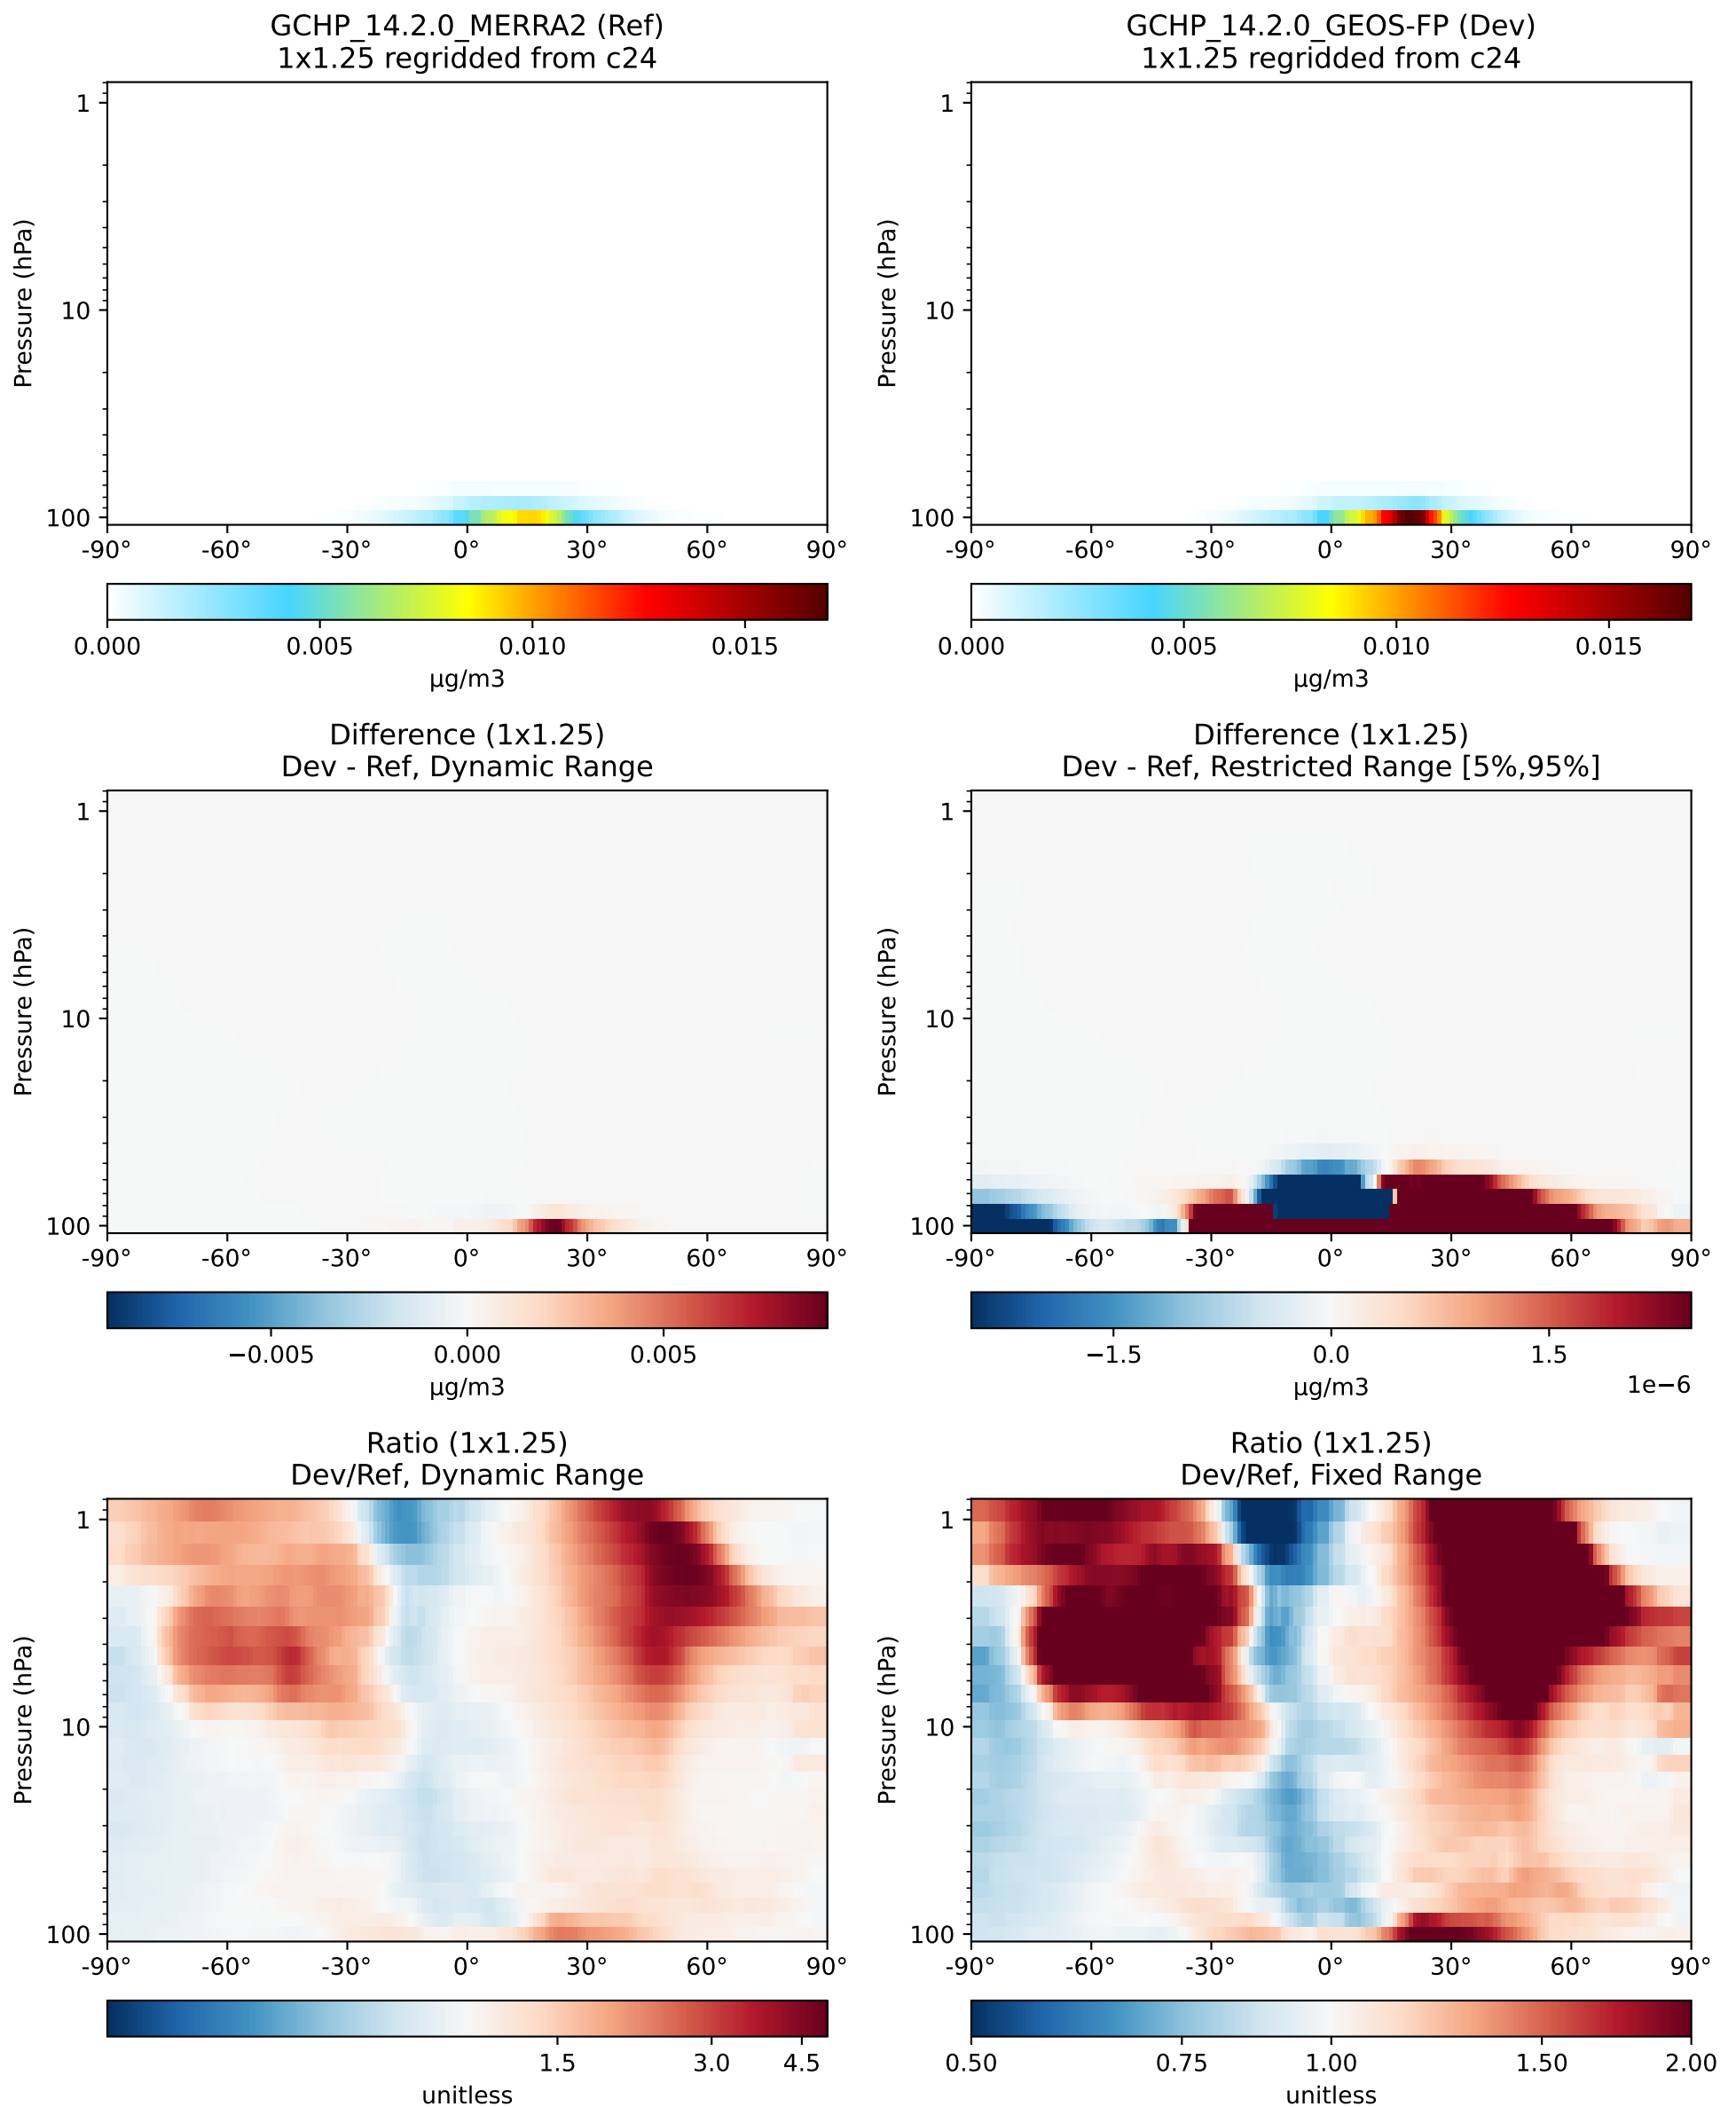 GCHP_14.2.0_MERRA2 (Ref)
1x1.25 regridded from c24
Pressure (hPa)
1
10
100
-90° -60° -30° 0° 30° 60° 90°
0.000 0.005 0.010 0.015
µg/m3
GCHP_14.2.0_GEOS-FP (Dev)
1x1.25 regridded from c24
Pressure (hPa)
1
10
100
-90° -60° -30° 0° 30° 60° 90°
0.000 0.005 0.010 0.015
µg/m3
Difference (1x1.25)
Dev - Ref, Dynamic Range
Pressure (hPa)
1
10
100
-90° -60° -30° 0° 30° 60° 90°
−0.005 0.000 0.005
µg/m3
Difference (1x1.25)
Dev - Ref, Restricted Range [5%,95%]
Pressure (hPa)
1
10
100
-90° -60° -30° 0° 30° 60° 90°
−1.5 0.0 1.5
µg/m3
1e−6
Ratio (1x1.25)
Dev/Ref, Dynamic Range
Pressure (hPa)
1
10
100
-90° -60° -30° 0° 30° 60° 90°
1.5 3.0 4.5
unitless
Ratio (1x1.25)
Dev/Ref, Fixed Range
Pressure (hPa)
1
10
100
-90° -60° -30° 0° 30° 60° 90°
0.50 0.75 1.00 1.50 2.00
unitless